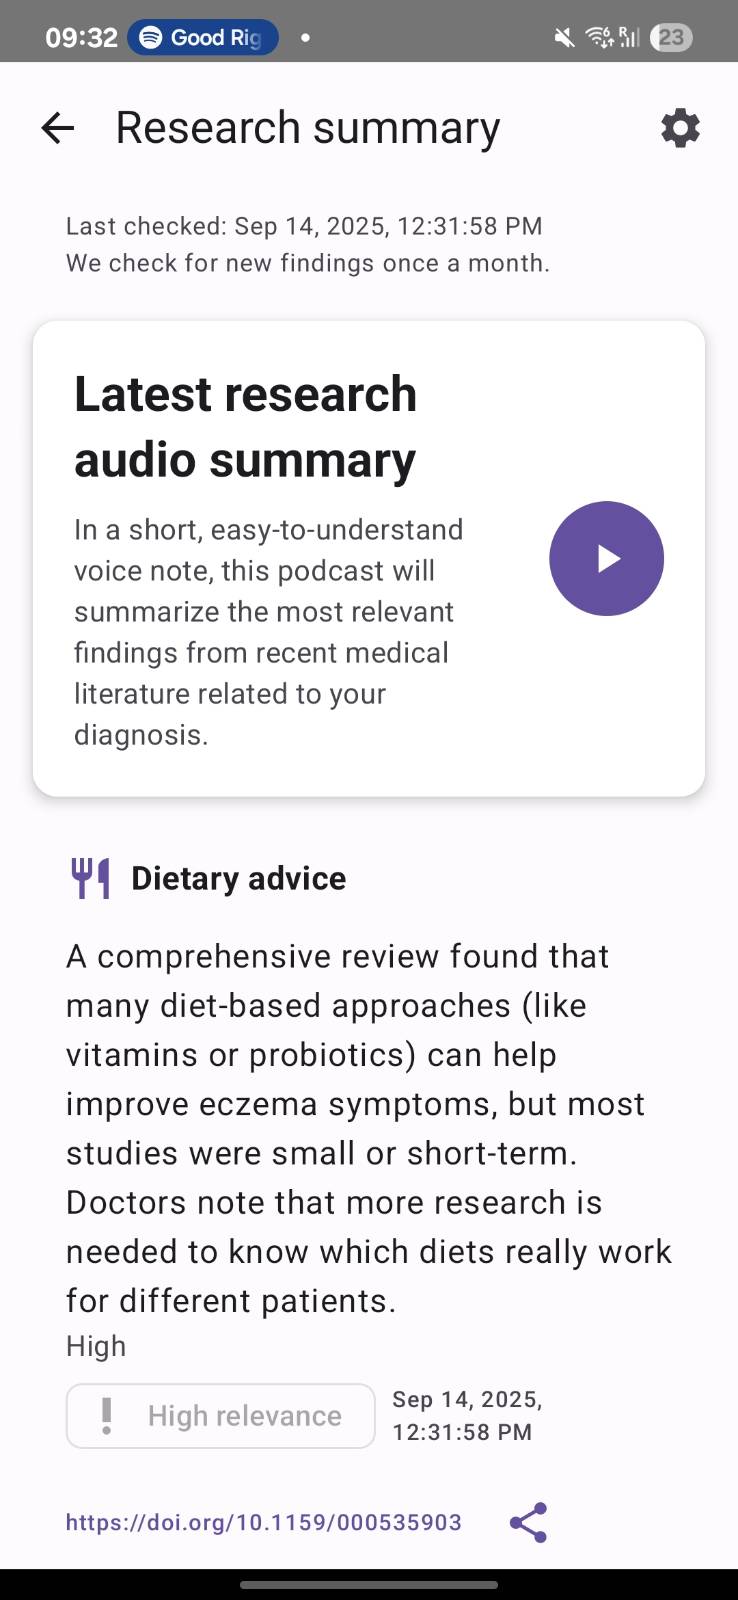 09:32 Good Rig 23
Research summary
Last checked: Sep 14, 2025, 12:31:58 PM
We check for new findings once a month.
Latest research
audio summary
In a short, easy-to-understand
voice note, this podcast will
summarize the most relevant
findings from recent medical
literature related to your
diagnosis.
Dietary advice
A comprehensive review found that
many diet-based approaches (like
vitamins or probiotics) can help
improve eczema symptoms, but most
studies were small or short-term.
Doctors note that more research is
needed to know which diets really work
for different patients.
High
High relevance
Sep 14, 2025,
12:31:58 PM
https://doi.org/10.1159/000535903